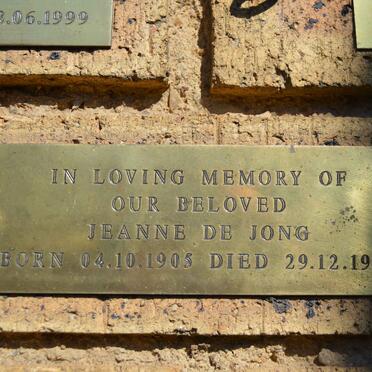 .06.1999
IN LOVING MEMORY OF
OUR BELOVED
JEANNE DE JONG
BORN 04.10.1905 DIED 29.12.19